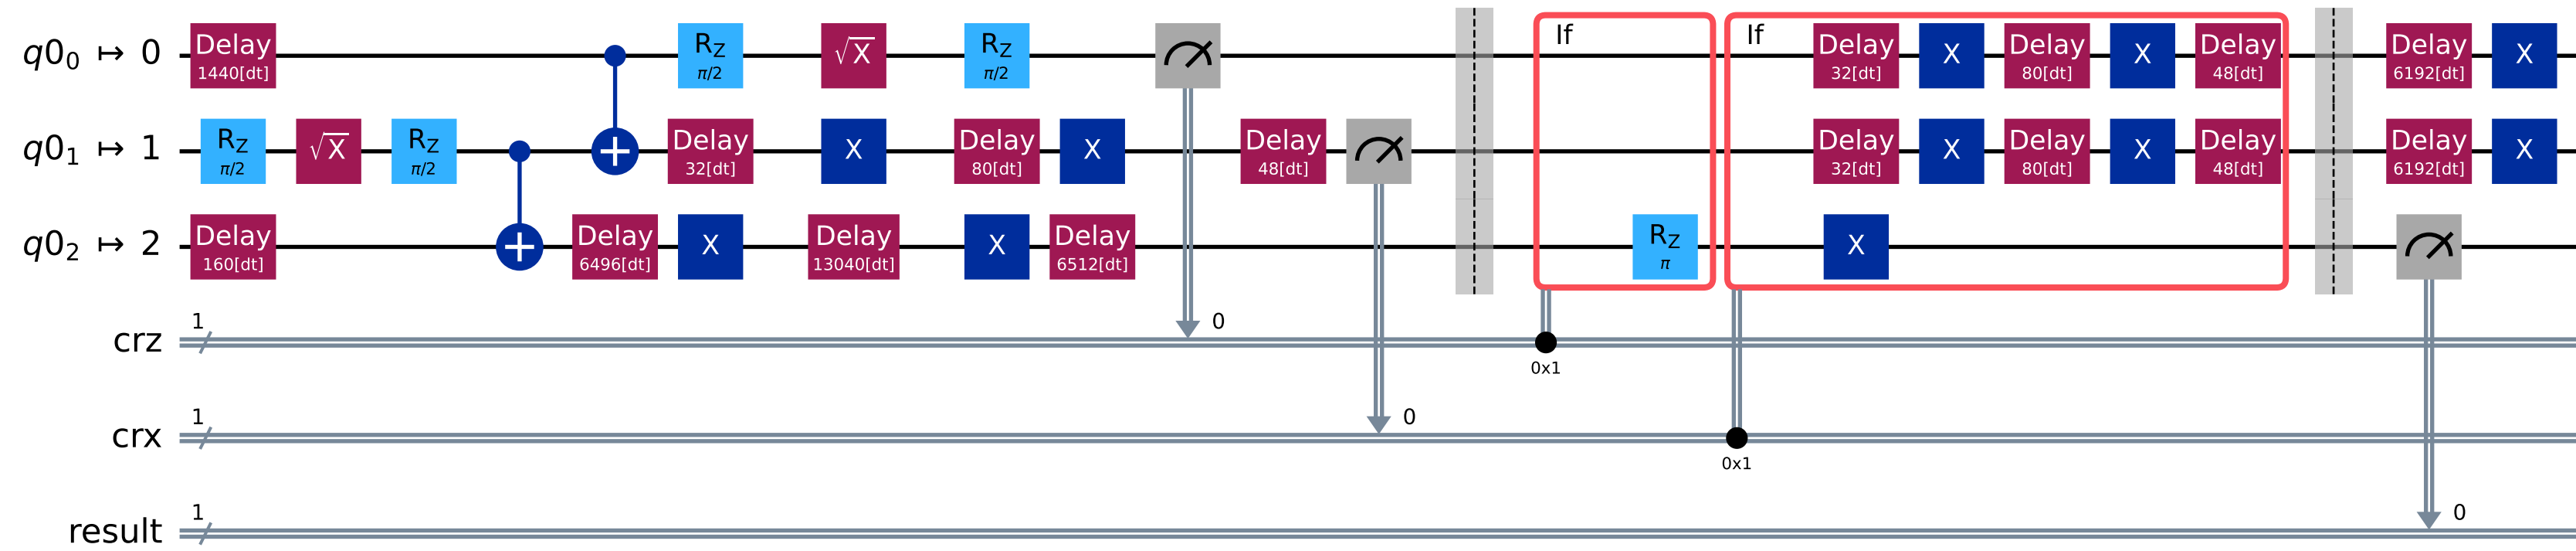 q0₀ ↦ 0 Delay 1440[dt] R_Z π/2 √X R_Z π/2 If If Delay 32[dt] X Delay 80[dt] X Delay 48[dt] Delay 6192[dt] X
q0₁ ↦ 1 R_Z π/2 √X R_Z π/2 Delay 32[dt] X Delay 80[dt] X Delay 48[dt] Delay 32[dt] X Delay 80[dt] X Delay 48[dt] Delay 6192[dt] X
q0₂ ↦ 2 Delay 160[dt] Delay 6496[dt] X Delay 13040[dt] X Delay 6512[dt] R_Z π X
crz 1 0 0x1
crx 1 0 0x1
result 1 0